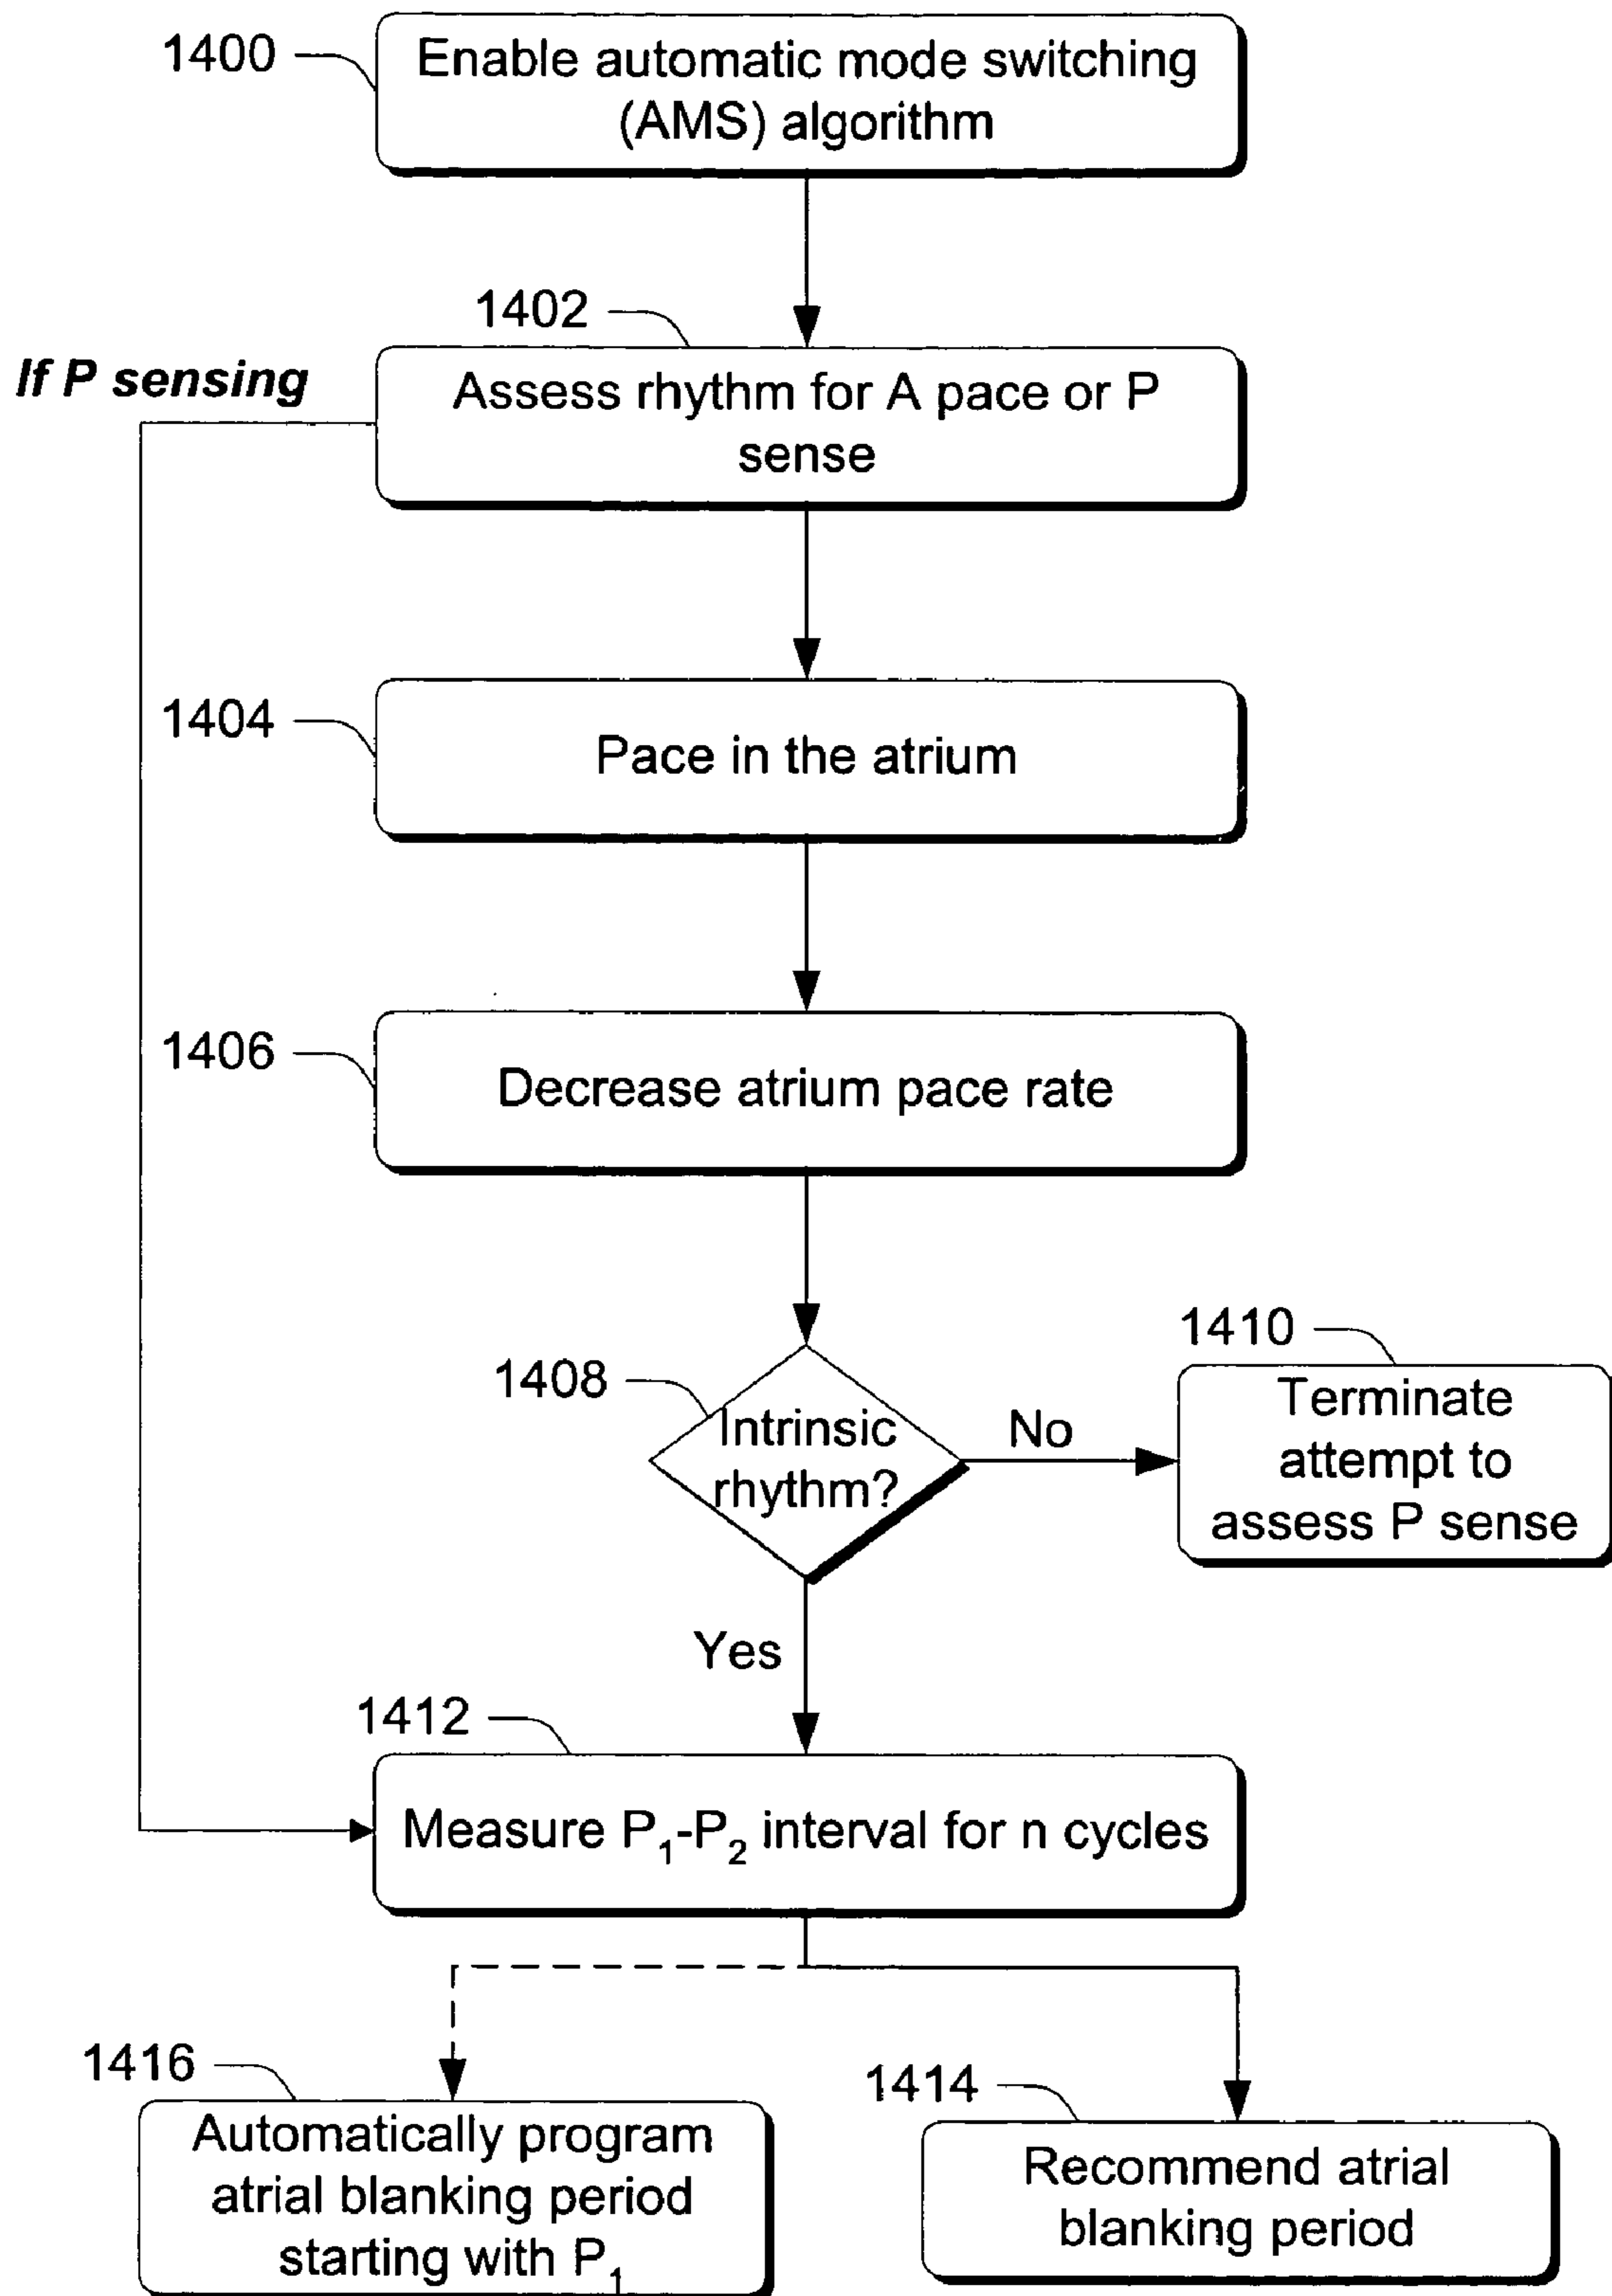 1400
Enable automatic mode switching
(AMS) algorithm
1402
If P sensing
Assess rhythm for A pace or P
sense
1404
Pace in the atrium
1406
Decrease atrium pace rate
1408
Intrinsic
rhythm?
No
1410
Terminate
attempt to
assess P sense
Yes
1412
Measure P₁-P₂ interval for n cycles
1416
Automatically program
atrial blanking period
starting with P₁
1414
Recommend atrial
blanking period